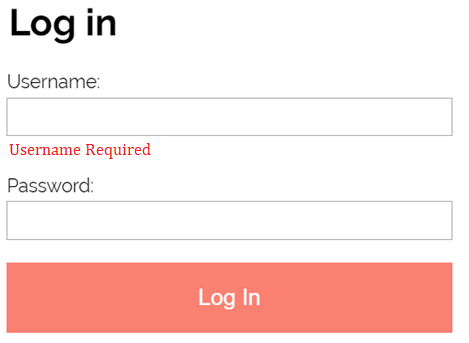 Log in
Username:
Username Required
Password:
Log In